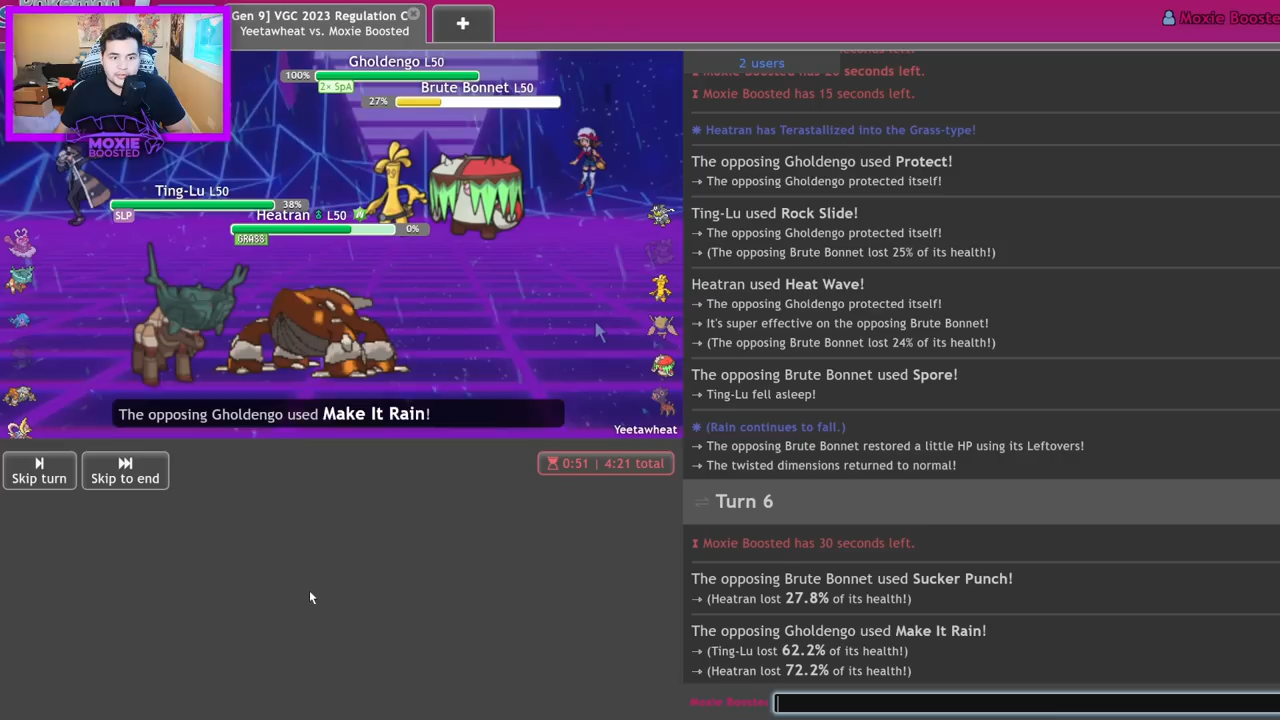 Gen 9] VGC 2023 Regulation C
Yeetawheat vs. Moxie Boosted
+
Moxie Booste
MOXIE
BOOSTED
Gholdengo L50
100%
2× SpA
Brute Bonnet L50
27%
Ting-Lu L50
38%
SLP
Heatran L50
0%
GRASS
The opposing Gholdengo used Make It Rain!
Yeetawheat
Skip turn
Skip to end
0:51 | 4:21 total
2 users
seconds left.
Moxie Boosted has 20 seconds left.
Moxie Boosted has 15 seconds left.
Heatran has Terastallized into the Grass-type!
The opposing Gholdengo used Protect!
→ The opposing Gholdengo protected itself!
Ting-Lu used Rock Slide!
→ The opposing Gholdengo protected itself!
→ (The opposing Brute Bonnet lost 25% of its health!)
Heatran used Heat Wave!
→ The opposing Gholdengo protected itself!
→ It's super effective on the opposing Brute Bonnet!
→ (The opposing Brute Bonnet lost 24% of its health!)
The opposing Brute Bonnet used Spore!
→ Ting-Lu fell asleep!
(Rain continues to fall.)
→ The opposing Brute Bonnet restored a little HP using its Leftovers!
→ The twisted dimensions returned to normal!
Turn 6
Moxie Boosted has 30 seconds left.
The opposing Brute Bonnet used Sucker Punch!
→ (Heatran lost 27.8% of its health!)
The opposing Gholdengo used Make It Rain!
→ (Ting-Lu lost 62.2% of its health!)
→ (Heatran lost 72.2% of its health!)
Moxie Boosted